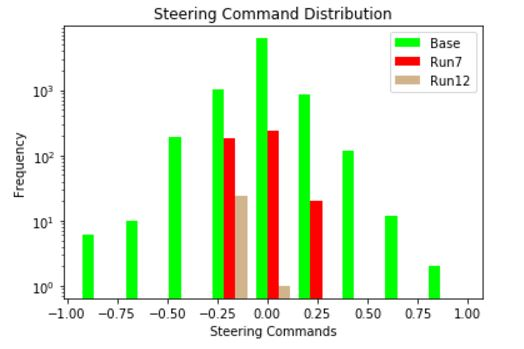 Steering Command Distribution
Base
Run7
Run12
10³
10²
10¹
10⁰
Frequency
−1.00 −0.75 −0.50 −0.25 0.00 0.25 0.50 0.75 1.00
Steering Commands